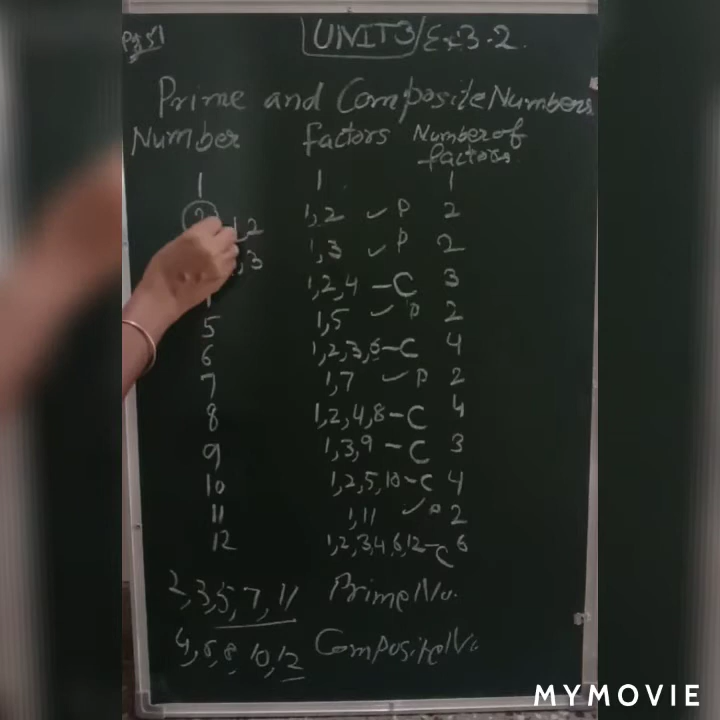 Pg 51 UNIT 3 / Ex 3.2.
Prime and Composite Numbers
Number Factors Number of factors
1 1 1
2 1,2 ✓ P 2
1,2
1,3 ✓ P 2
,3
1,2,4 – C 3
5 1,5 ✓ P 2
6 1,2,3,6 – C 4
7 1,7 ✓ P 2
8 1,2,4,8 – C 4
9 1,3,9 – C 3
10 1,2,5,10 – C 4
11 1,11 ✓ P 2
12 1,2,3,4,6,12 – C 6
2,3,5,7,11 Prime No.
4,6,8,10,12 Composite No
MYMOVIE